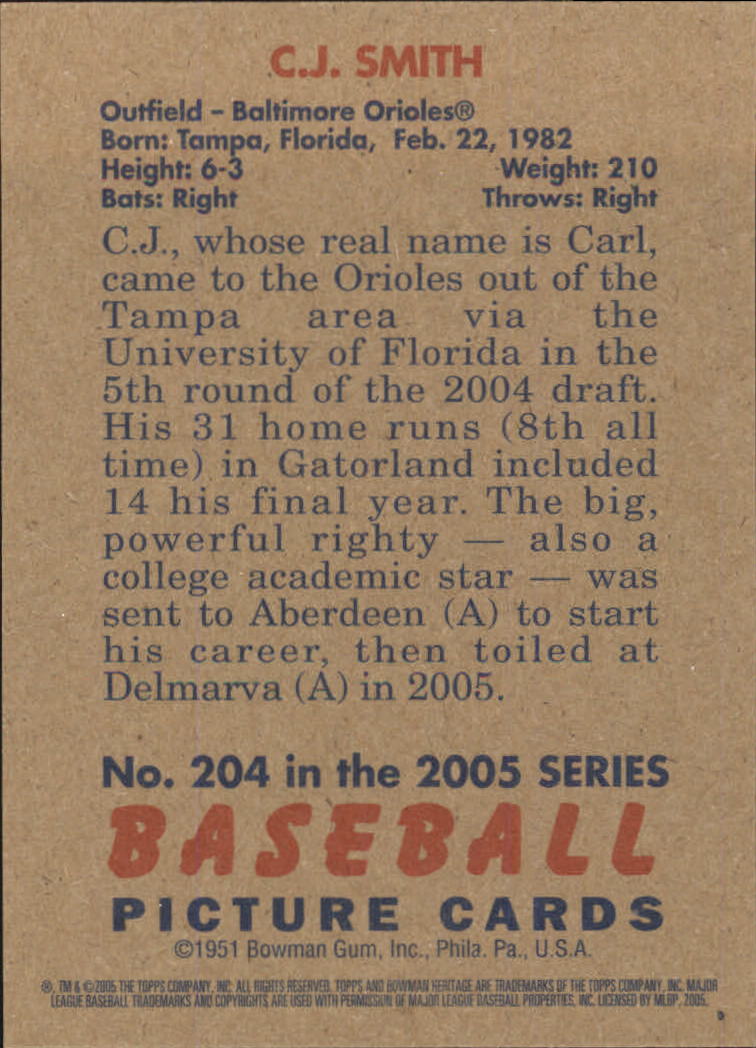 C.J. SMITH
Outfield – Baltimore Orioles®
Born: Tampa, Florida, Feb. 22, 1982
Height: 6-3 Weight: 210
Bats: Right Throws: Right
C.J., whose real name is Carl,
came to the Orioles out of the
Tampa area via the
University of Florida in the
5th round of the 2004 draft.
His 31 home runs (8th all
time) in Gatorland included
14 his final year. The big,
powerful righty — also a
college academic star — was
sent to Aberdeen (A) to start
his career, then toiled at
Delmarva (A) in 2005.
No. 204 in the 2005 SERIES
BASEBALL
PICTURE CARDS
©1951 Bowman Gum, Inc., Phila. Pa., U.S.A.
®, TM & ©2005 THE TOPPS COMPANY, INC. ALL RIGHTS RESERVED. TOPPS AND BOWMAN HERITAGE ARE TRADEMARKS OF THE TOPPS COMPANY, INC. MAJOR
LEAGUE BASEBALL TRADEMARKS AND COPYRIGHTS ARE USED WITH PERMISSION OF MAJOR LEAGUE BASEBALL PROPERTIES, INC. LICENSED BY MLBP, 2005.